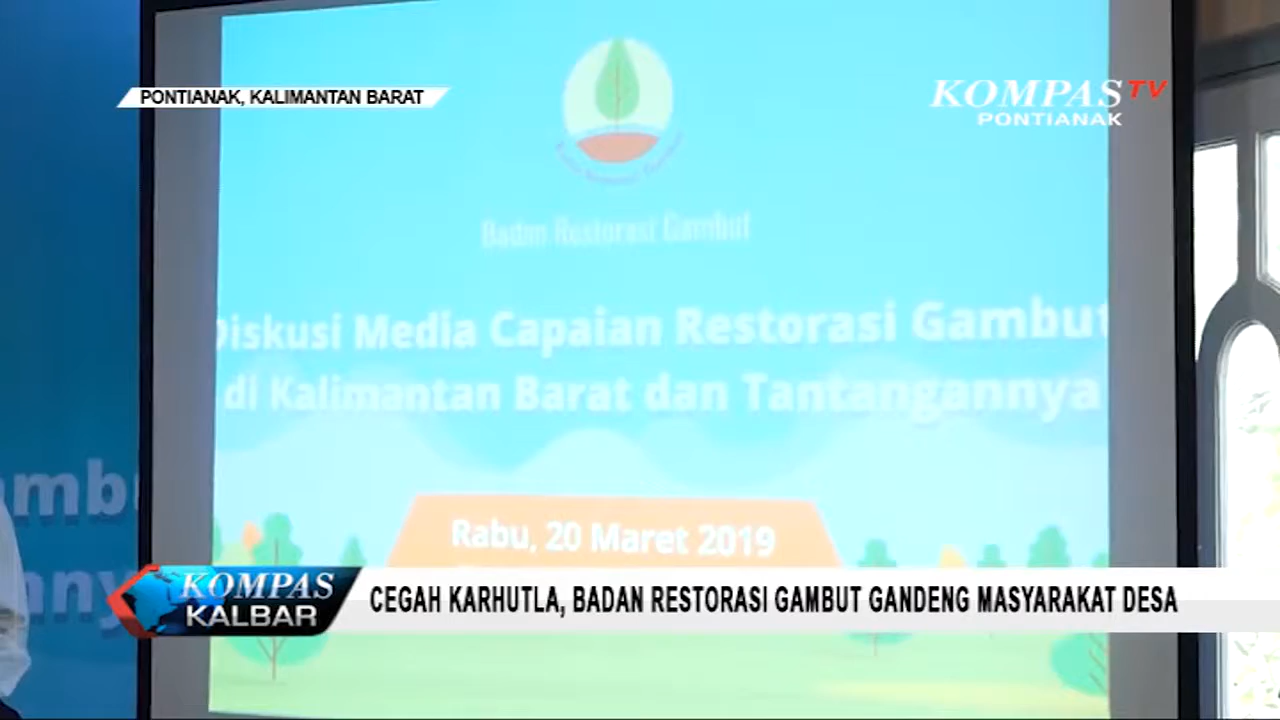 PONTIANAK, KALIMANTAN BARAT
KOMPAS TV
PONTIANAK
Badan Restorasi Gambut
Diskusi Media Capaian Restorasi Gambut
di Kalimantan Barat dan Tantangannya
Rabu, 20 Maret 2019
KOMPAS
KALBAR
CEGAH KARHUTLA, BADAN RESTORASI GAMBUT GANDENG MASYARAKAT DESA